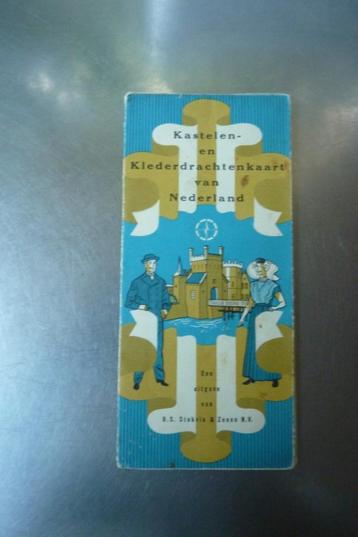 Kastelen-
en
Klederdrachtenkaart
van
Nederland
Een
uitgave
van
R.S. Stokvis & Zonen N.V.